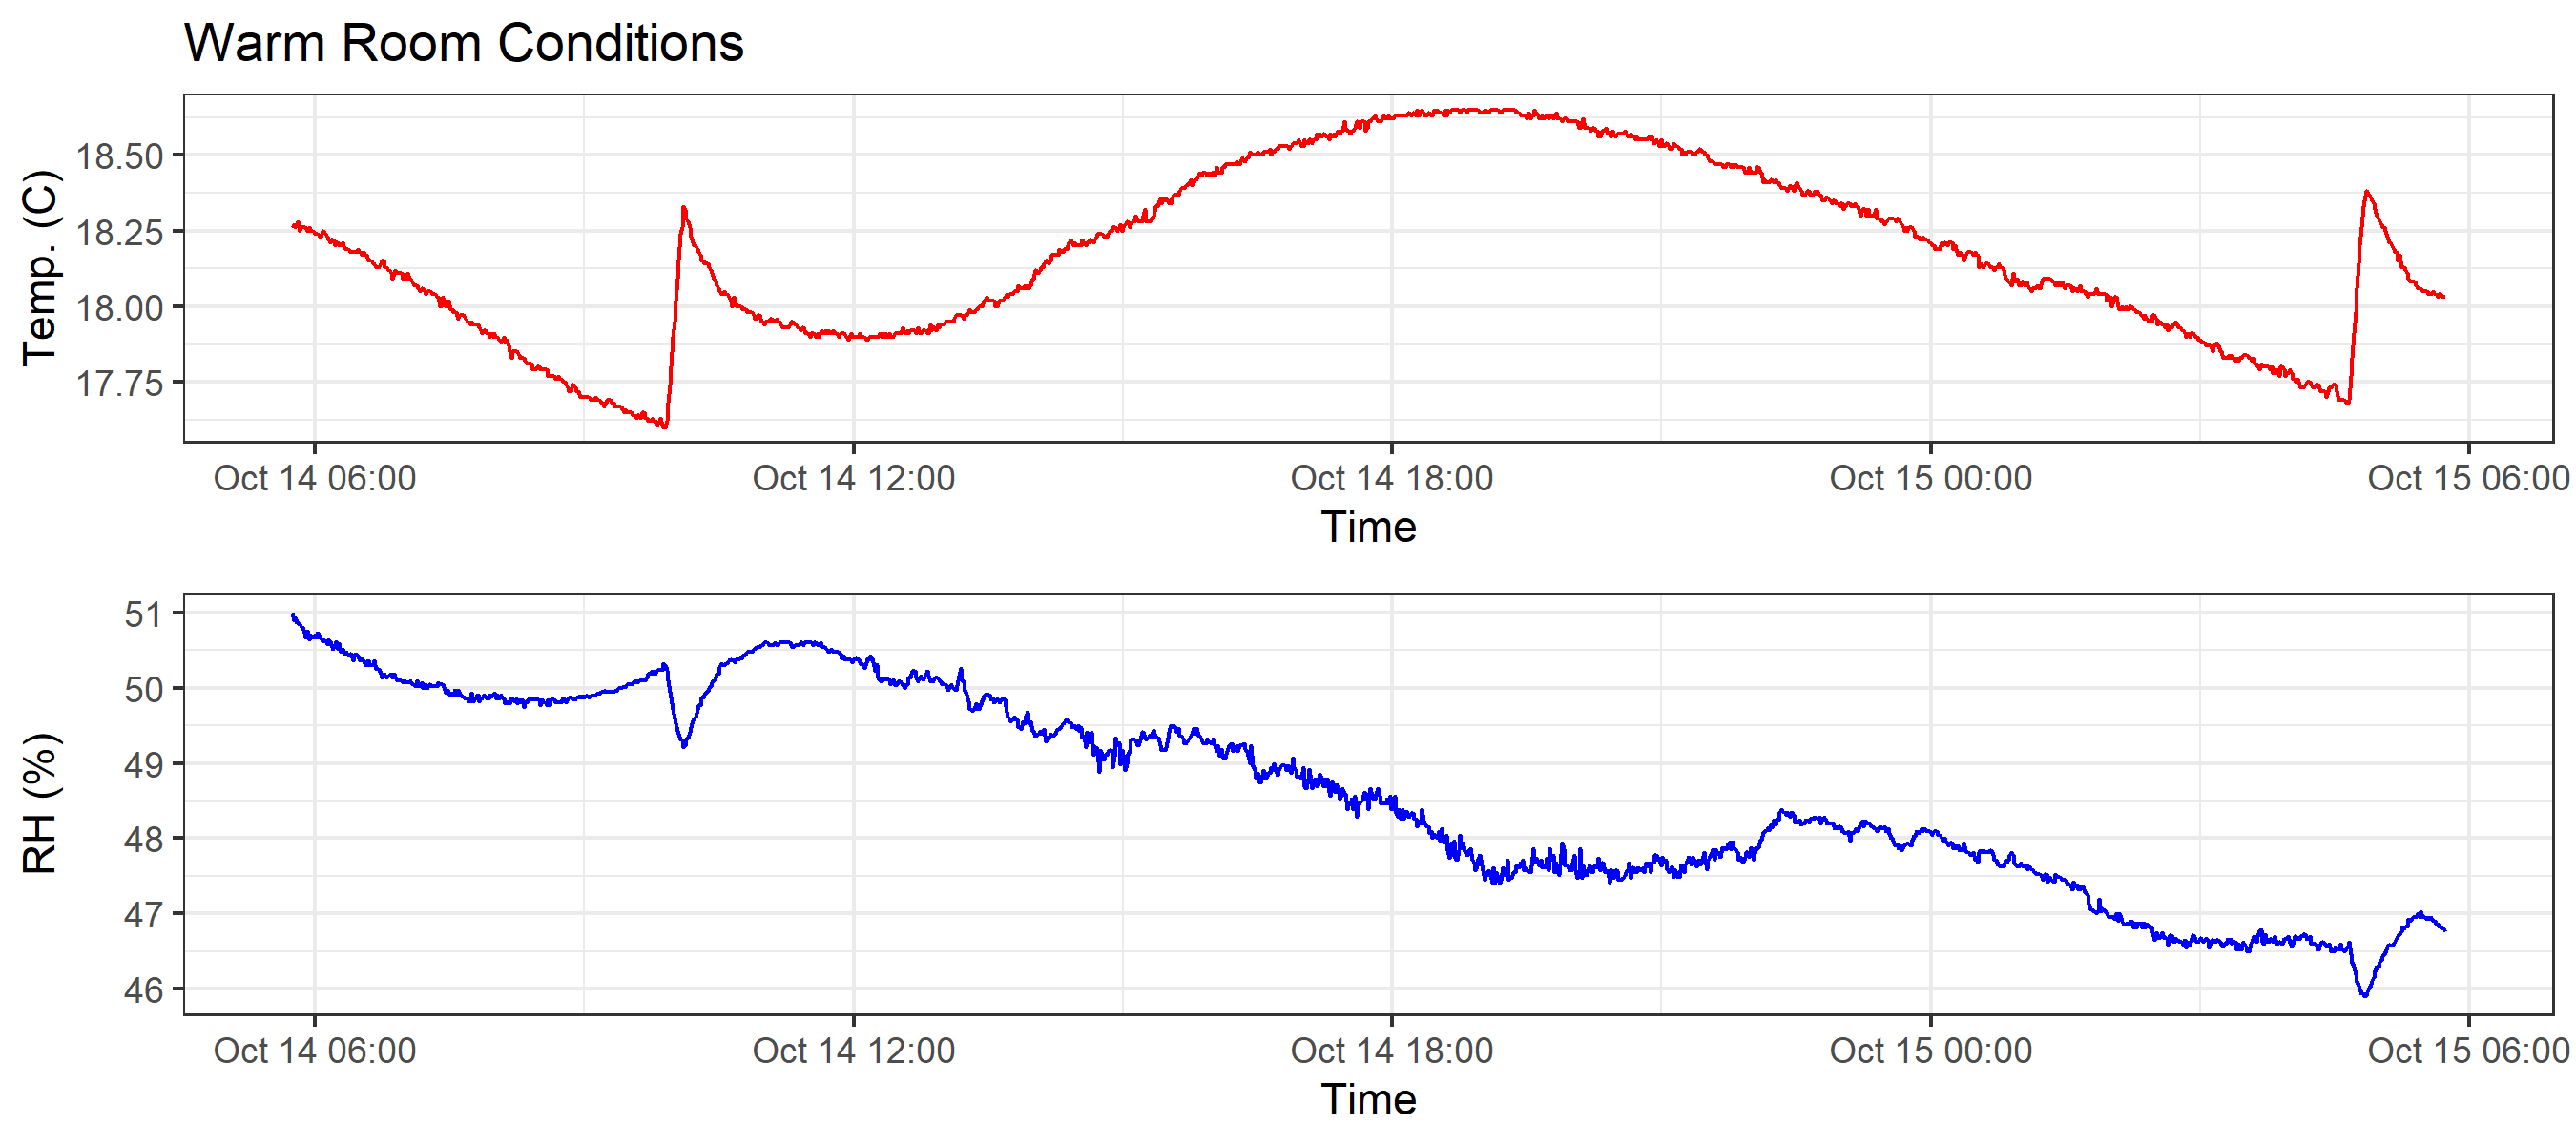 Warm Room Conditions
Temp. (C)
18.50
18.25
18.00
17.75
Oct 14 06:00 Oct 14 12:00 Oct 14 18:00 Oct 15 00:00 Oct 15 06:00
Time
RH (%)
51
50
49
48
47
46
Oct 14 06:00 Oct 14 12:00 Oct 14 18:00 Oct 15 00:00 Oct 15 06:00
Time